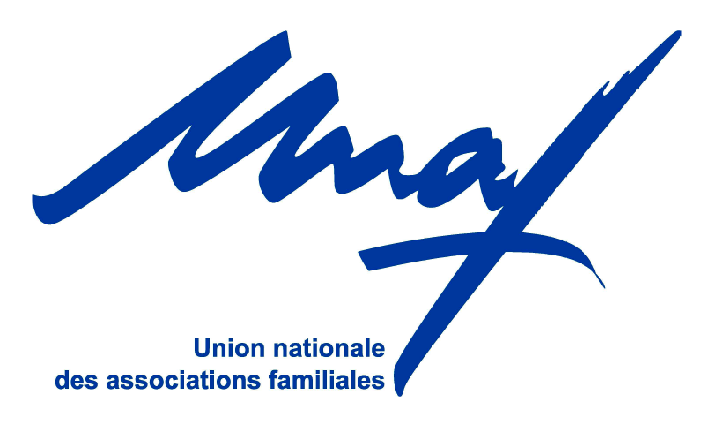 Unaf
Union nationale
des associations familiales